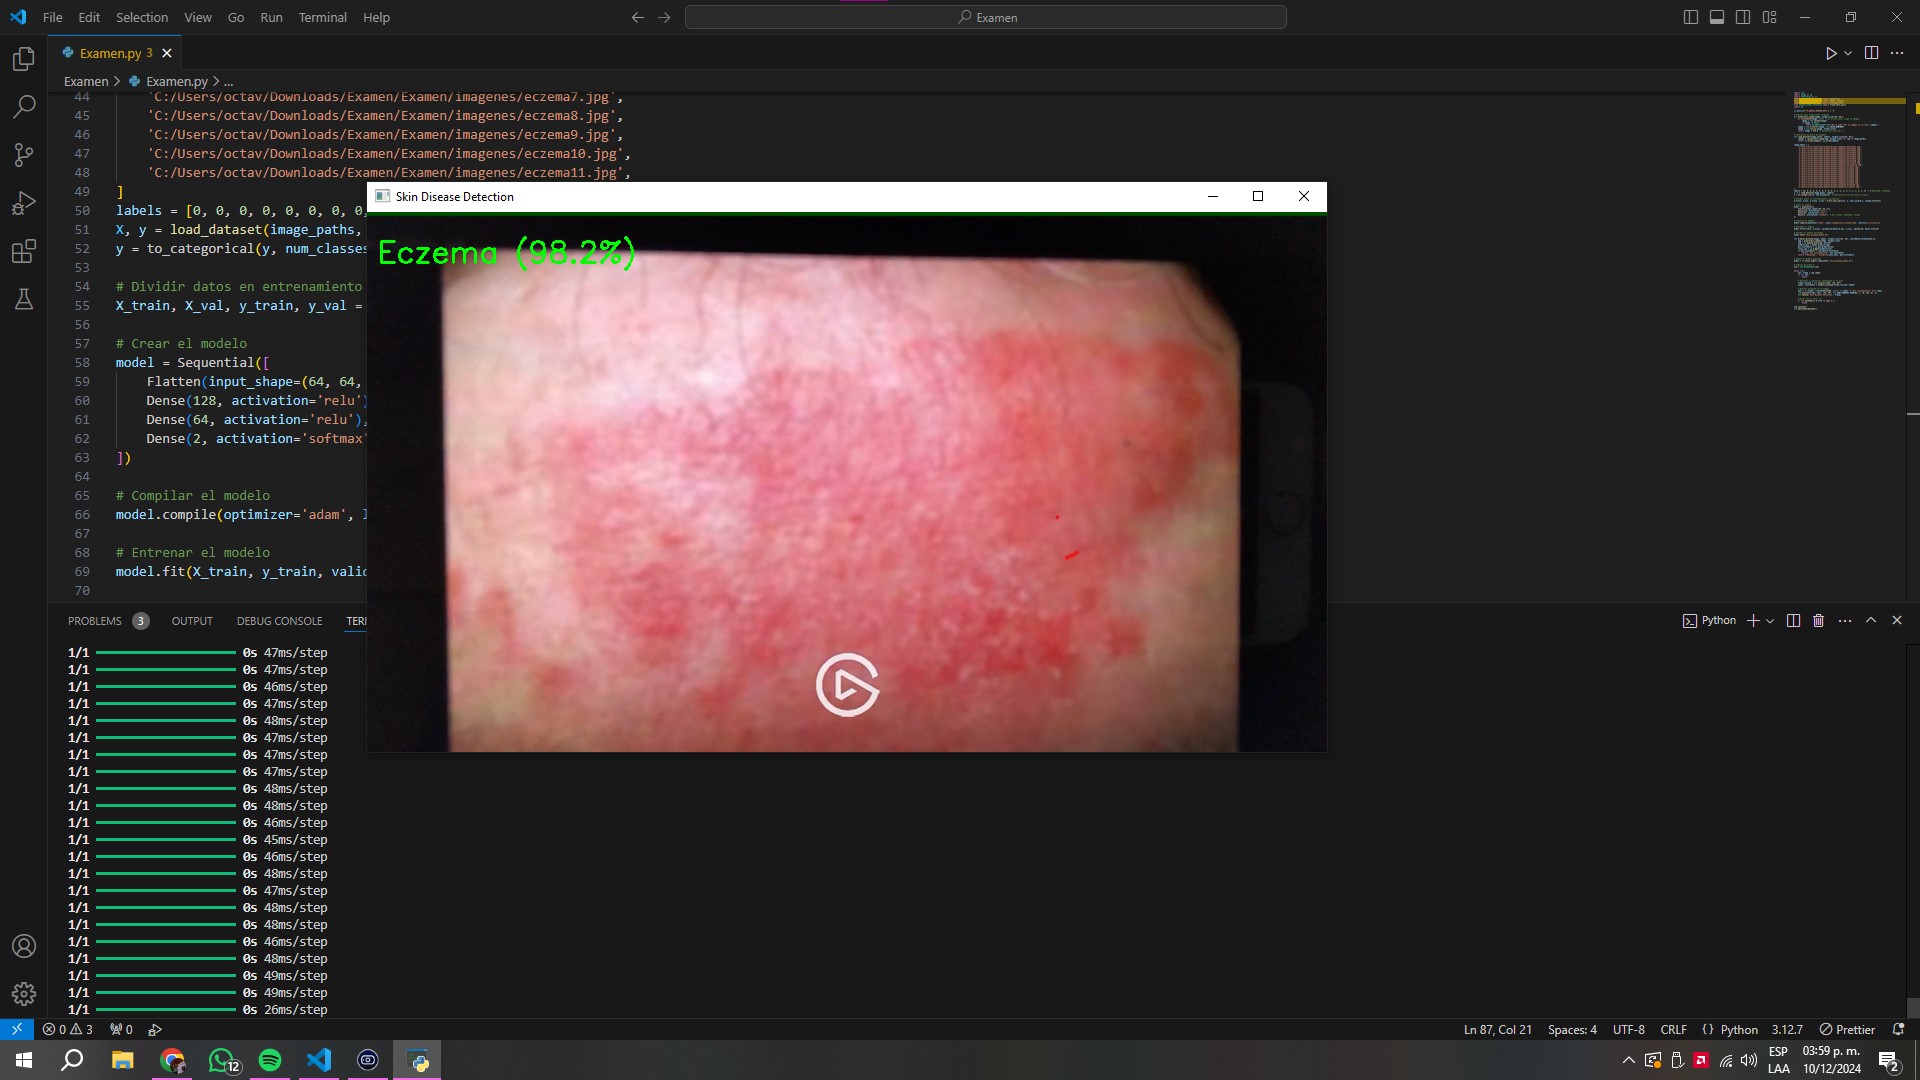 File Edit Selection View Go Run Terminal Help
Examen
Examen.py 3
Examen > Examen.py > ...
44 'C:/Users/octav/Downloads/Examen/Examen/imagenes/eczema7.jpg',
45 'C:/Users/octav/Downloads/Examen/Examen/imagenes/eczema8.jpg',
46 'C:/Users/octav/Downloads/Examen/Examen/imagenes/eczema9.jpg',
47 'C:/Users/octav/Downloads/Examen/Examen/imagenes/eczema10.jpg',
48 'C:/Users/octav/Downloads/Examen/Examen/imagenes/eczema11.jpg',
49 ]
50 labels = [0, 0, 0, 0, 0, 0, 0, 0,
51 X, y = load_dataset(image_paths,
52 y = to_categorical(y, num_classes
53
54 # Dividir datos en entrenamiento
55 X_train, X_val, y_train, y_val =
56
57 # Crear el modelo
58 model = Sequential([
59 Flatten(input_shape=(64, 64,
60 Dense(128, activation='relu')
61 Dense(64, activation='relu'),
62 Dense(2, activation='softmax'
63 ])
64
65 # Compilar el modelo
66 model.compile(optimizer='adam', l
67
68 # Entrenar el modelo
69 model.fit(X_train, y_train, valid
70
Skin Disease Detection
Eczema (98.2%)
PROBLEMS 3 OUTPUT DEBUG CONSOLE TER
Python
1/1 0s 47ms/step
1/1 0s 47ms/step
1/1 0s 46ms/step
1/1 0s 47ms/step
1/1 0s 48ms/step
1/1 0s 47ms/step
1/1 0s 47ms/step
1/1 0s 47ms/step
1/1 0s 48ms/step
1/1 0s 48ms/step
1/1 0s 46ms/step
1/1 0s 45ms/step
1/1 0s 46ms/step
1/1 0s 48ms/step
1/1 0s 47ms/step
1/1 0s 48ms/step
1/1 0s 48ms/step
1/1 0s 46ms/step
1/1 0s 48ms/step
1/1 0s 49ms/step
1/1 0s 49ms/step
1/1 0s 26ms/step
0 3 0 Ln 87, Col 21 Spaces: 4 UTF-8 CRLF {} Python 3.12.7 Prettier
12
ESP
LAA
03:59 p. m.
10/12/2024
2